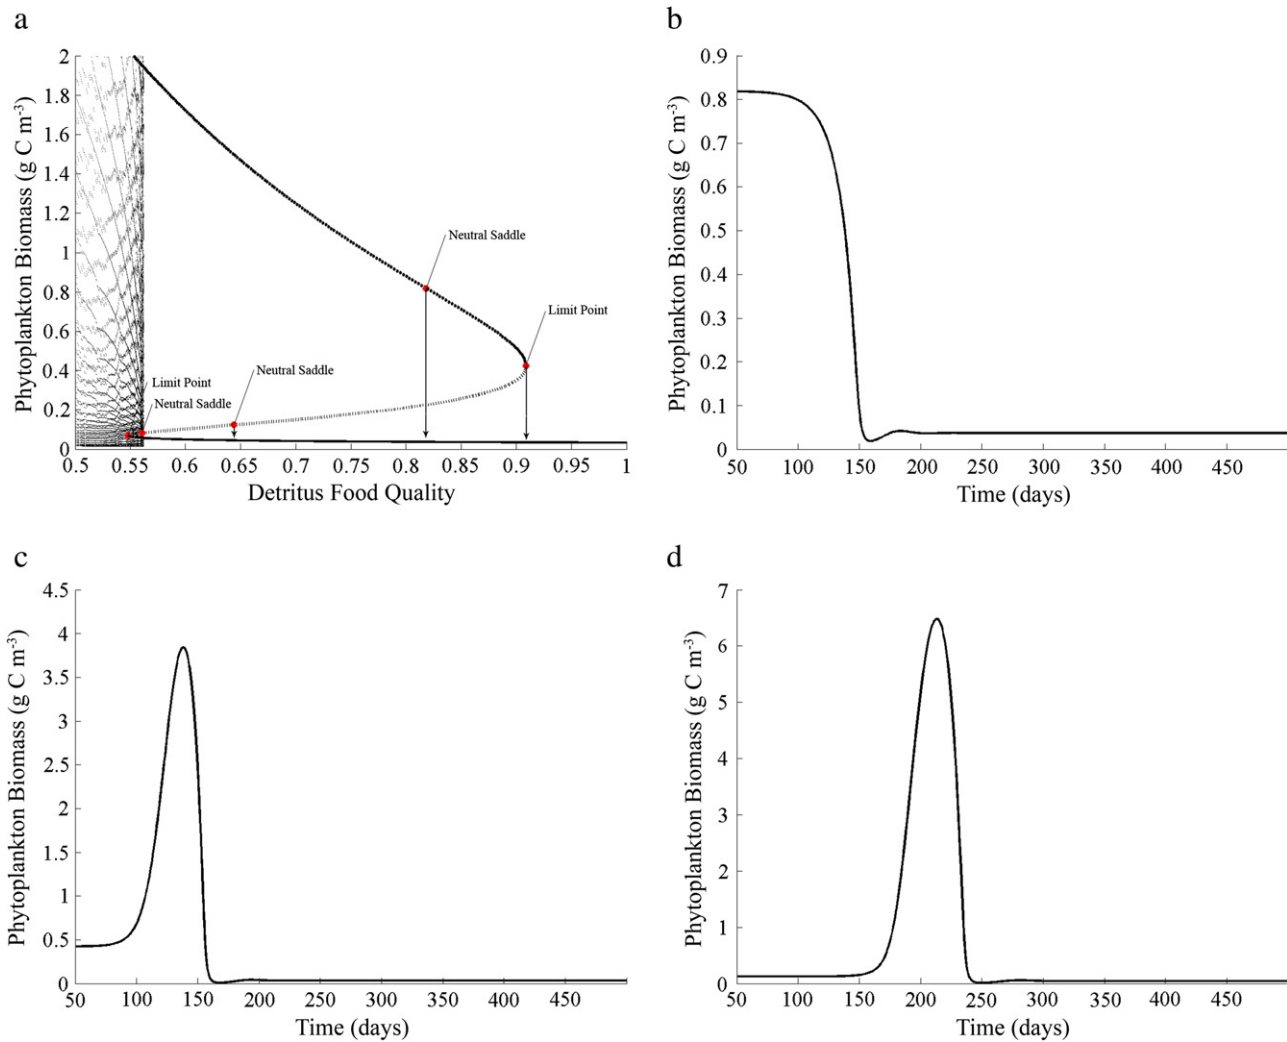 a
Phytoplankton Biomass (g C m-3)
2
1.8
1.6
1.4
1.2
1
0.8
0.6
0.4
0.2
0
Neutral Saddle
Limit Point
Neutral Saddle
Limit Point
Neutral Saddle
0.5 0.55 0.6 0.65 0.7 0.75 0.8 0.85 0.9 0.95 1
Detritus Food Quality
b
Phytoplankton Biomass (g C m-3)
0.9
0.8
0.7
0.6
0.5
0.4
0.3
0.2
0.1
0
50 100 150 200 250 300 350 400 450
Time (days)
c
Phytoplankton Biomass (g C m-3)
4.5
4
3.5
3
2.5
2
1.5
1
0.5
0
50 100 150 200 250 300 350 400 450
Time (days)
d
Phytoplankton Biomass (g C m-3)
7
6
5
4
3
2
1
0
50 100 150 200 250 300 350 400 450
Time (days)